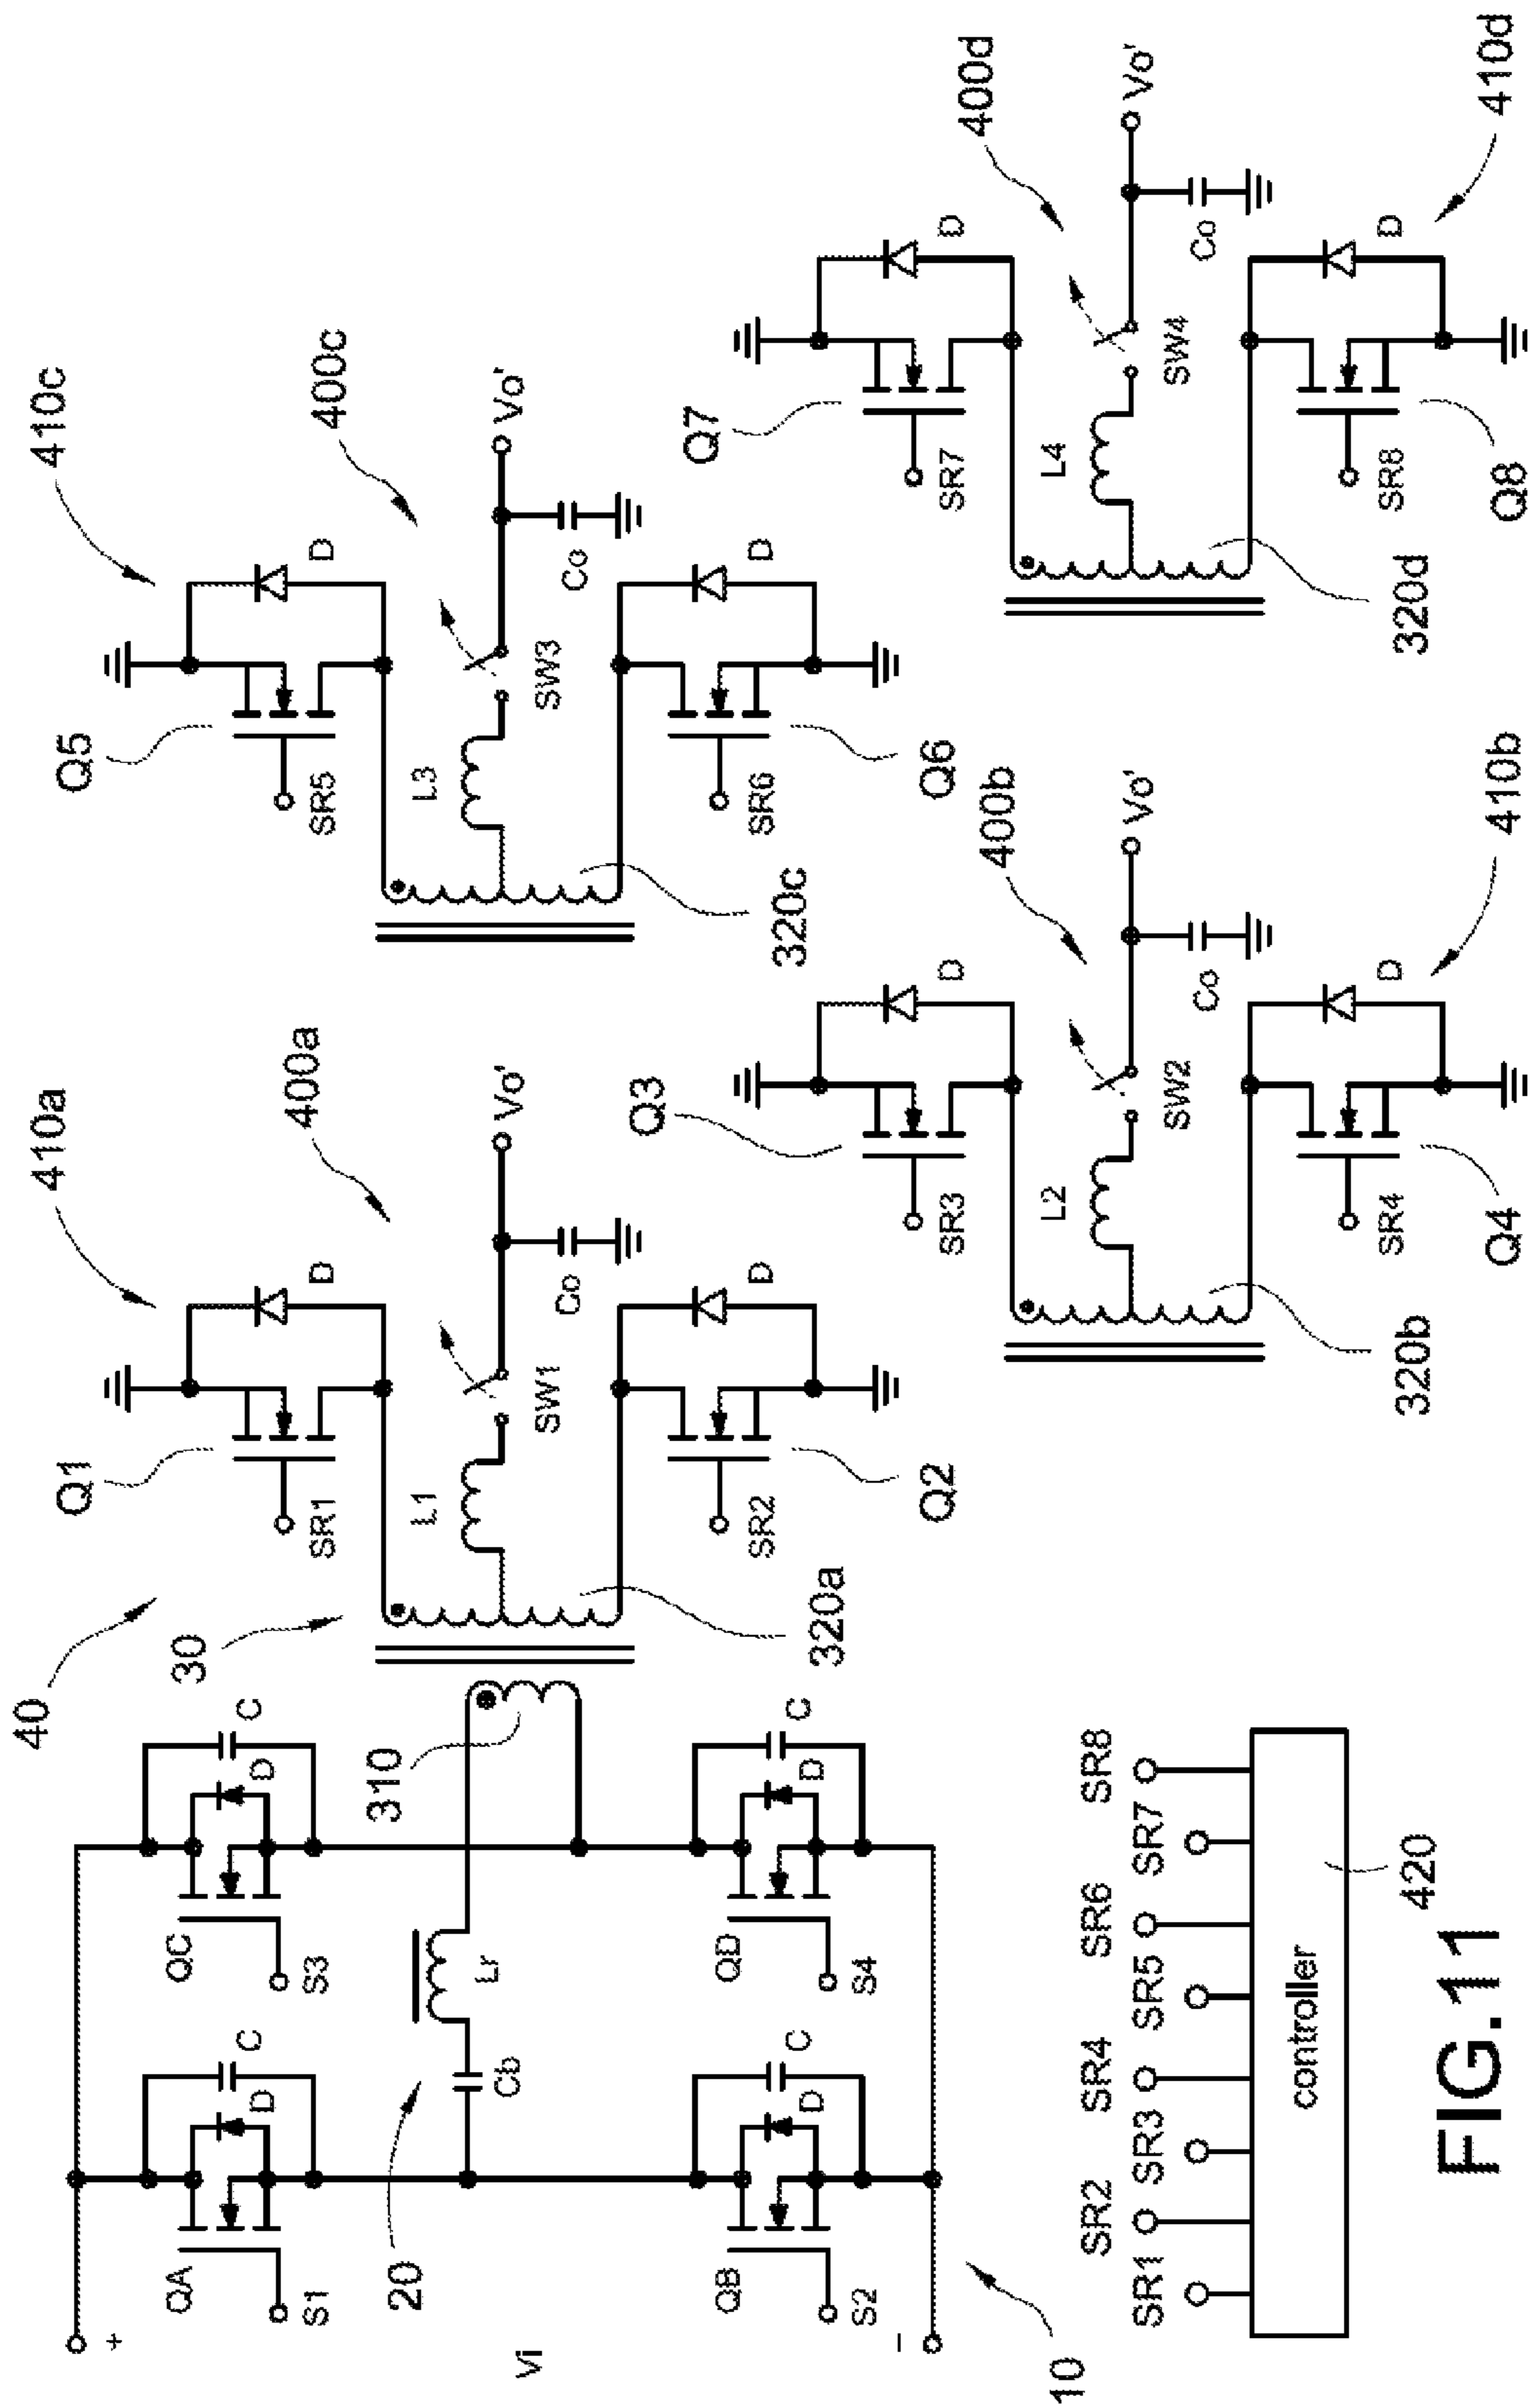 40
30
410a
400a
410c
400c
Q1
Q5
D
D
SR1
SR5
L1
SW1
Vo'
L3
SW3
Vo'
Co
Co
SR2
D
SR6
D
320a
Q2
320c
Q6
QA
QC
D
C
D
C
S1
S3
+
Vi
−
20
Cb
Lr
310
QB
QD
D
C
D
C
S2
S4
10
Q3
400b
Q7
400d
D
D
SR3
SR7
L2
SW2
Vo'
L4
SW4
Vo'
Co
Co
SR4
D
SR8
D
320b
Q4
410b
320d
Q8
410d
SR1
SR2
SR3
SR4
SR5
SR6
SR7
SR8
controller
420
FIG.11